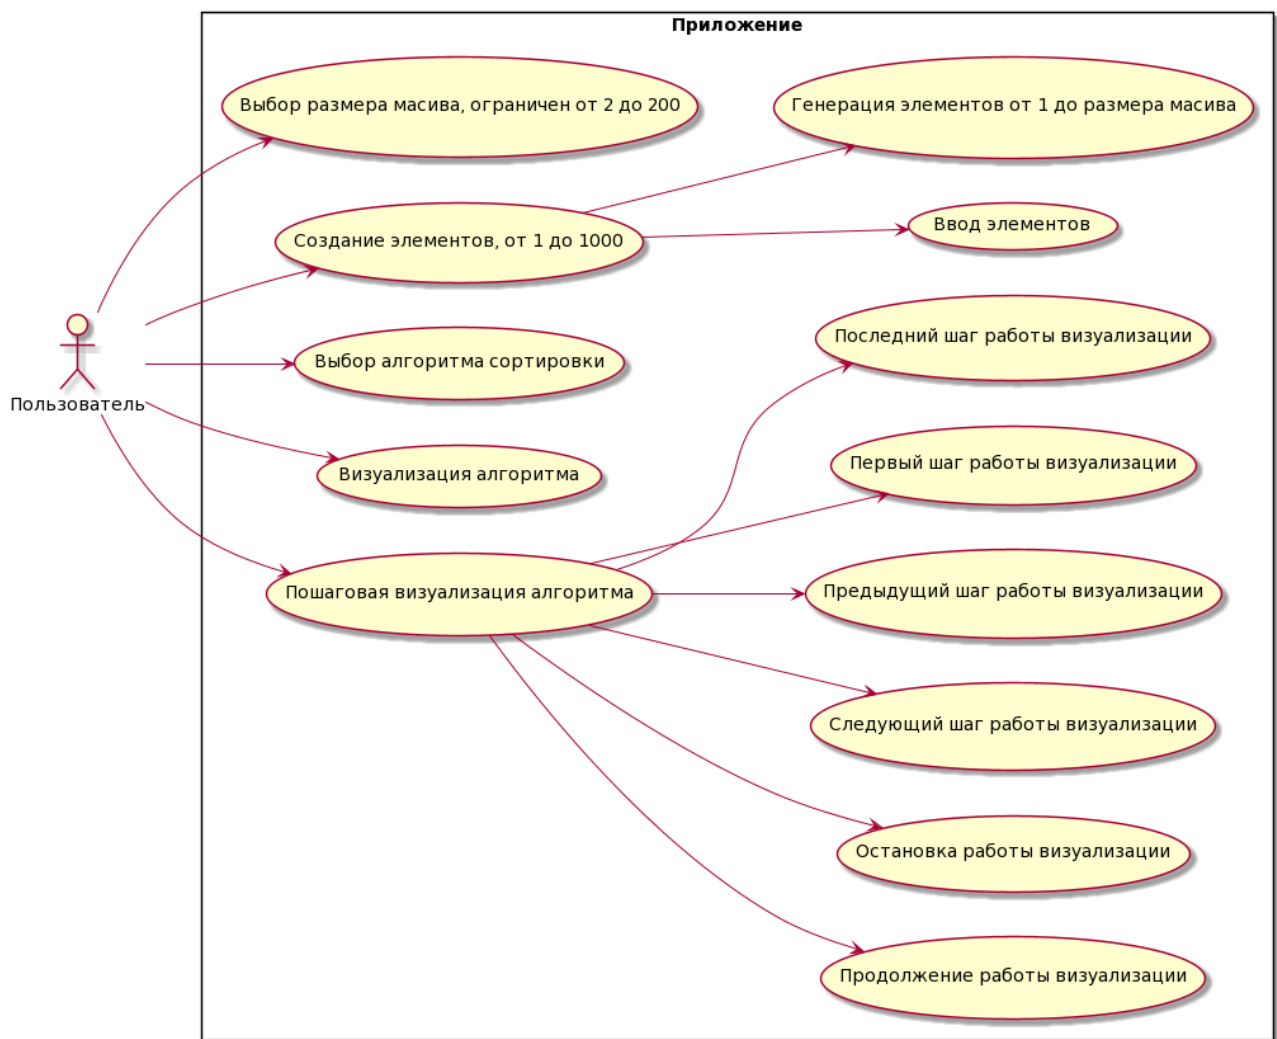 Приложение
Выбор размера масива, ограничен от 2 до 200
Генерация элементов от 1 до размера масива
Создание элементов, от 1 до 1000
Ввод элементов
Последний шаг работы визуализации
Выбор алгоритма сортировки
Пользователь
Первый шаг работы визуализации
Визуализация алгоритма
Пошаговая визуализация алгоритма
Предыдущий шаг работы визуализации
Следующий шаг работы визуализации
Остановка работы визуализации
Продолжение работы визуализации